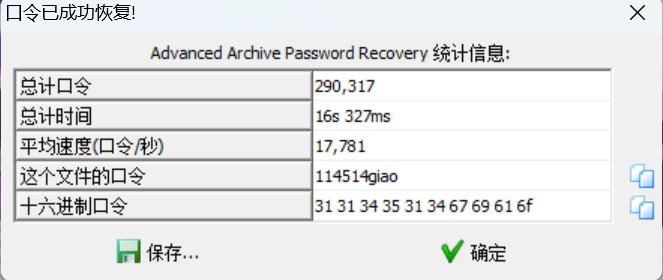 口令已成功恢复!
Advanced Archive Password Recovery 统计信息:
总计口令 290,317
总计时间 16s 327ms
平均速度(口令/秒) 17,781
这个文件的口令 114514giao
十六进制口令 31 31 34 35 31 34 67 69 61 6f
保存... 确定